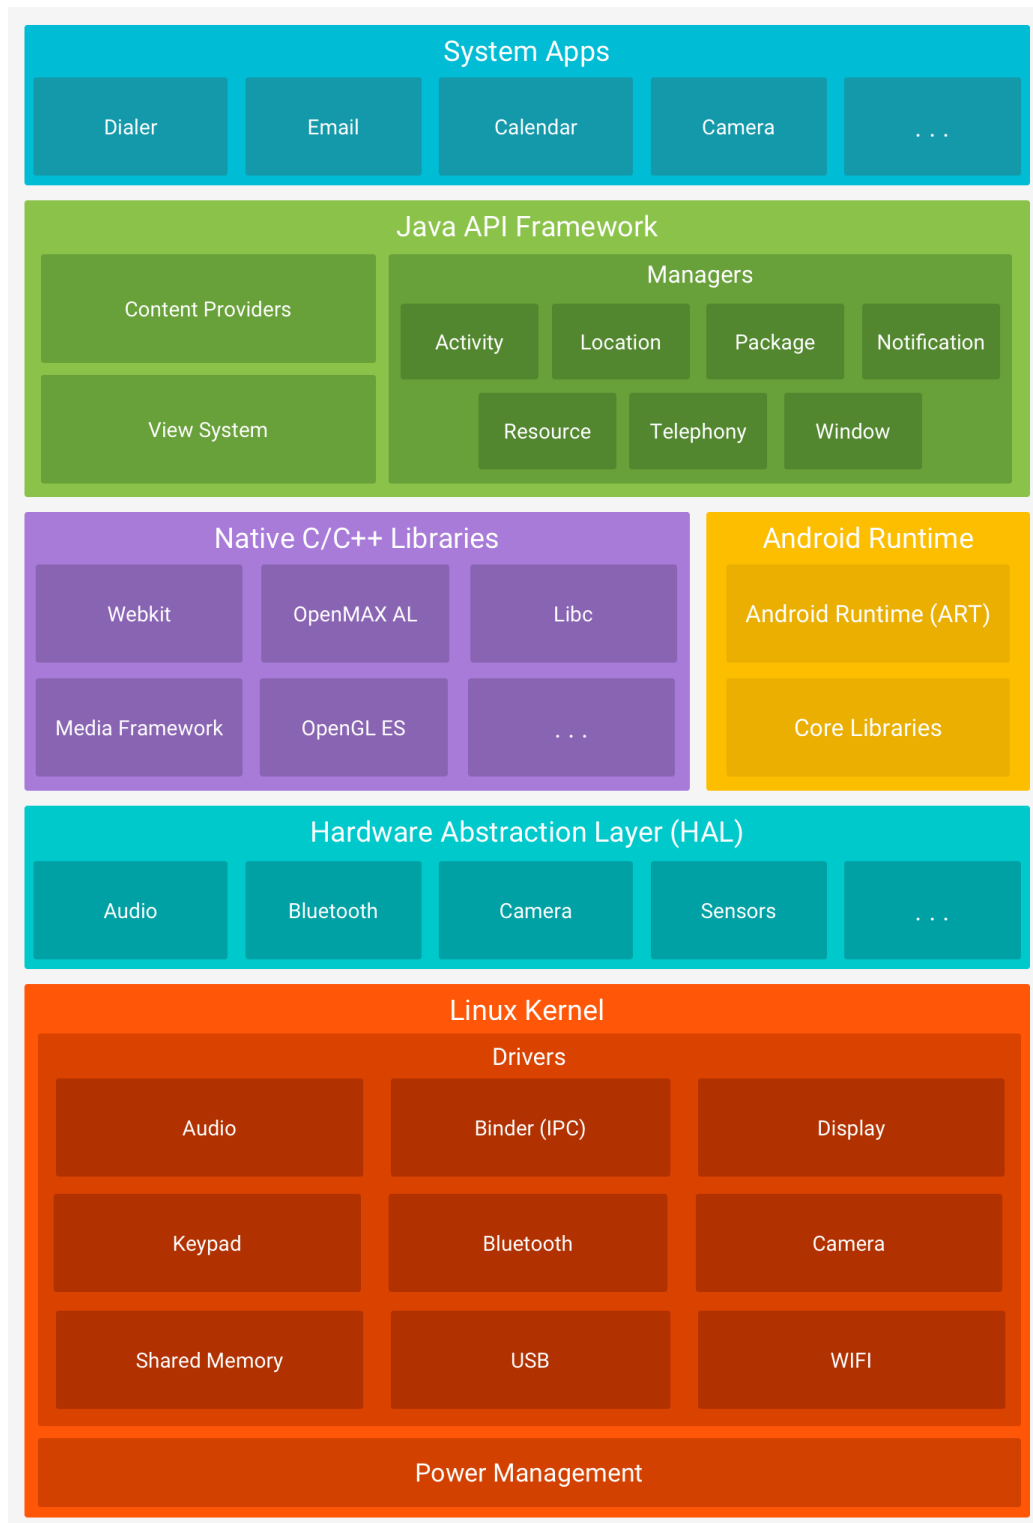 System Apps
Dialer
Email
Calendar
Camera
. . .
Java API Framework
Content Providers
View System
Managers
Activity
Location
Package
Notification
Resource
Telephony
Window
Native C/C++ Libraries
Webkit
OpenMAX AL
Libc
Media Framework
OpenGL ES
. . .
Android Runtime
Android Runtime (ART)
Core Libraries
Hardware Abstraction Layer (HAL)
Audio
Bluetooth
Camera
Sensors
. . .
Linux Kernel
Drivers
Audio
Binder (IPC)
Display
Keypad
Bluetooth
Camera
Shared Memory
USB
WIFI
Power Management